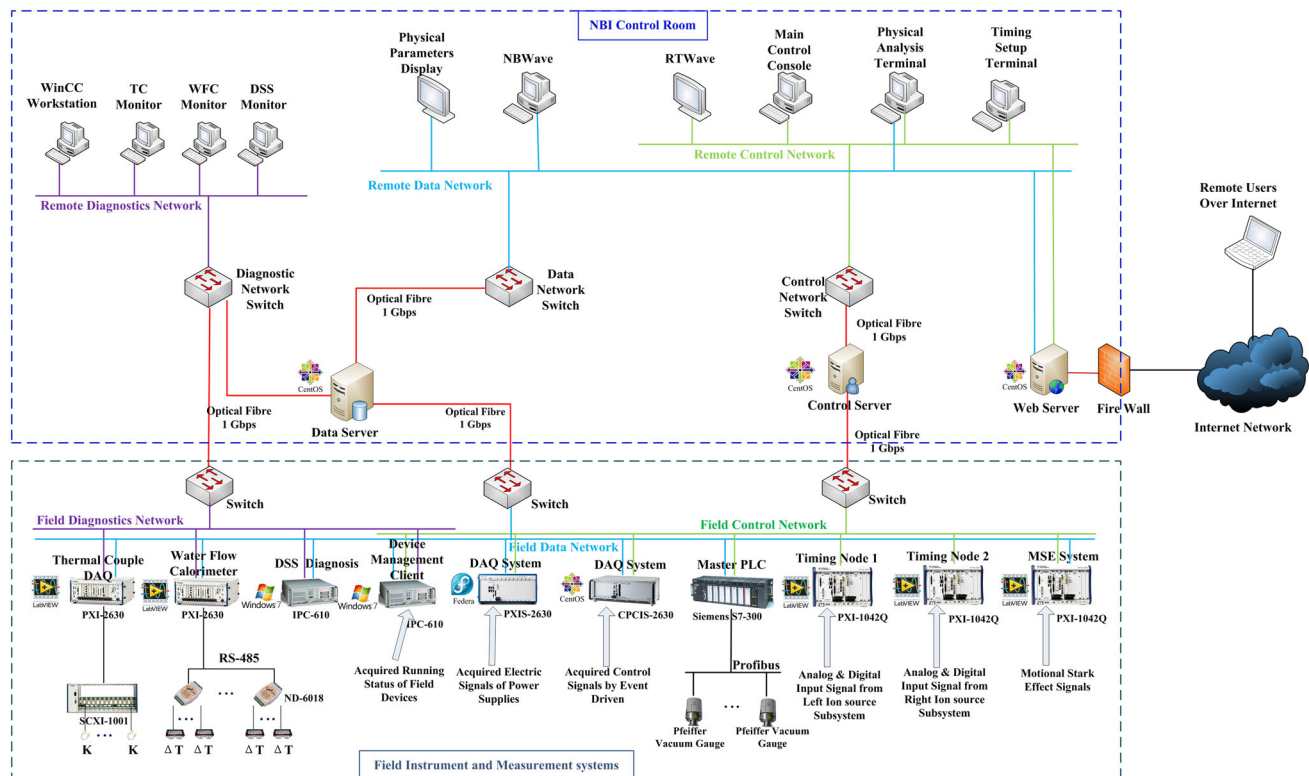 NBI Control Room
Physical
Parameters
Display
NBWave
RTWave
Main
Control
Console
Physical
Analysis
Terminal
Timing
Setup
Terminal
WinCC
Workstation
TC
Monitor
WFC
Monitor
DSS
Monitor
Remote Control Network
Remote Data Network
Remote Diagnostics Network
REMOTE USERS
OVER INTERNET
Diagnostic
Network
Switch
Data
Network
Switch
Control
Network
Switch
Optical Fibre
1 Gbps
Optical Fibre
1 Gbps
CentOS
Data Server
CentOS
Control Server
CentOS
Web Server
Fire Wall
Internet Network
Optical Fibre
1 Gbps
Optical Fibre
1 Gbps
Optical Fibre
1 Gbps
Switch
Switch
Switch
Field Diagnostics Network
Field Data Network
Field Control Network
Thermal Couple
DAQ
LabVIEW
PXI-2630
Water Flow
Calorimeter
LabVIEW
PXI-2630
DSS Diagnosis
Windows 7
IPC-610
Device
Management
Client
Windows 7
IPC-610
DAQ System
Federa
PXIS-2630
DAQ System
CentOS
CPCIS-2630
Master PLC
Siemens S7-300
Timing Node 1
LabVIEW
PXI-1042Q
Timing Node 2
LabVIEW
PXI-1042Q
MSE System
LabVIEW
PXI-1042Q
SCXI-1001
K
...
K
RS-485
...
ND-6018
...
...
Δ T
Δ T
Δ T
Δ T
Acquired Running
Status of Field
Devices
Acquired Electric
Signals of Power
Supplies
Acquired Control
Signals by Event
Driven
Profibus
...
Pfeiffer
Vacuum Gauge
Pfeiffer Vacuum
Gauge
Analog & Digital
Input Signal from
Left Ion source
Subsystem
Analog & Digital
Input Signal from
Right Ion source
Subsystem
Motional Stark
Effect Signals
Field Instrument and Measurement systems